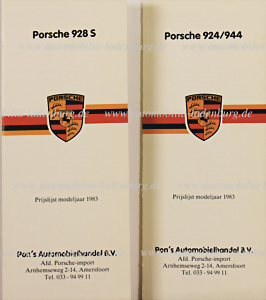 Porsche 928 S
PORSCHE
Prijslijst modeljaar 1983
Pon's Automobielhandel B.V.
Afd. Porsche-import
Arnhemseweg 2-14, Amersfoort
Tel. 033 - 94 99 11
Porsche 924/944
PORSCHE
Prijslijst modeljaar 1983
Pon's Automobielhandel B.V.
Afd. Porsche-import
Arnhemseweg 2-14, Amersfoort
Tel. 033 - 94 99 11